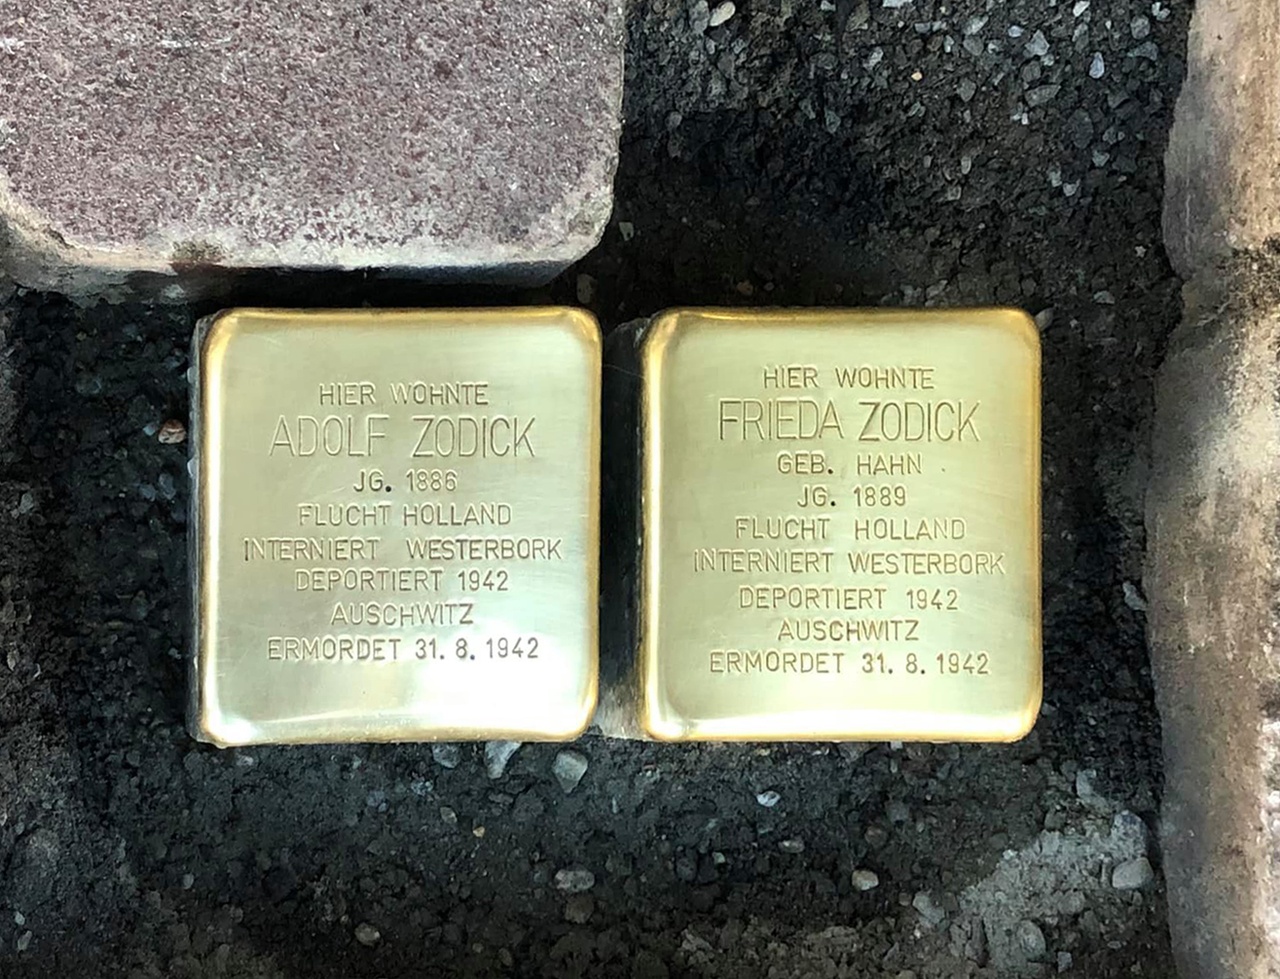 HIER WOHNTE
ADOLF ZODICK
JG. 1886
FLUCHT HOLLAND
INTERNIERT WESTERBORK
DEPORTIERT 1942
AUSCHWITZ
ERMORDET 31.8.1942
HIER WOHNTE
FRIEDA ZODICK
GEB. HAHN
JG. 1889
FLUCHT HOLLAND
INTERNIERT WESTERBORK
DEPORTIERT 1942
AUSCHWITZ
ERMORDET 31.8.1942